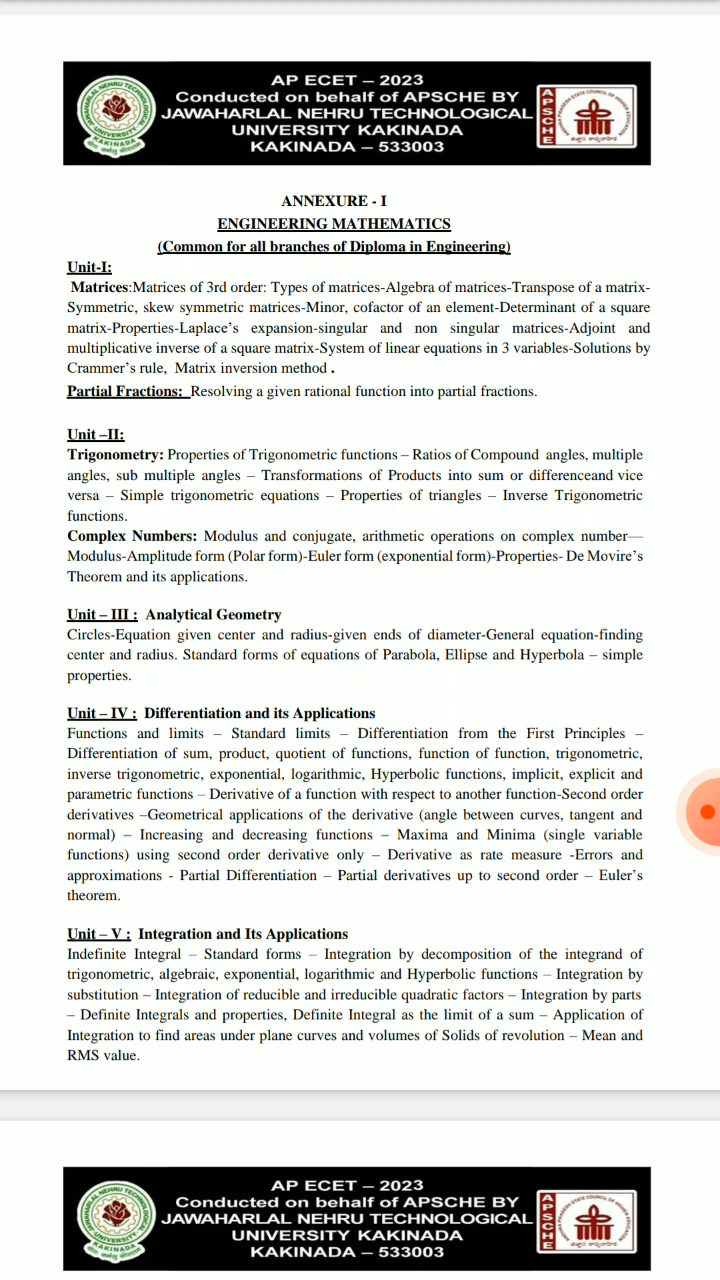 AP ECET – 2023
Conducted on behalf of APSCHE BY
JAWAHARLAL NEHRU TECHNOLOGICAL
UNIVERSITY KAKINADA
KAKINADA – 533003
APSCHE
ANNEXURE - I
ENGINEERING MATHEMATICS
(Common for all branches of Diploma in Engineering)
Unit-I:
Matrices:Matrices of 3rd order: Types of matrices-Algebra of matrices-Transpose of a matrix-
Symmetric, skew symmetric matrices-Minor, cofactor of an element-Determinant of a square
matrix-Properties-Laplace's expansion-singular and non singular matrices-Adjoint and
multiplicative inverse of a square matrix-System of linear equations in 3 variables-Solutions by
Crammer's rule, Matrix inversion method .
Partial Fractions: Resolving a given rational function into partial fractions.
Unit –II:
Trigonometry: Properties of Trigonometric functions – Ratios of Compound angles, multiple
angles, sub multiple angles – Transformations of Products into sum or differenceand vice
versa – Simple trigonometric equations – Properties of triangles – Inverse Trigonometric
functions.
Complex Numbers: Modulus and conjugate, arithmetic operations on complex number—
Modulus-Amplitude form (Polar form)-Euler form (exponential form)-Properties- De Movire's
Theorem and its applications.
Unit – III : Analytical Geometry
Circles-Equation given center and radius-given ends of diameter-General equation-finding
center and radius. Standard forms of equations of Parabola, Ellipse and Hyperbola – simple
properties.
Unit – IV : Differentiation and its Applications
Functions and limits – Standard limits – Differentiation from the First Principles –
Differentiation of sum, product, quotient of functions, function of function, trigonometric,
inverse trigonometric, exponential, logarithmic, Hyperbolic functions, implicit, explicit and
parametric functions – Derivative of a function with respect to another function-Second order
derivatives –Geometrical applications of the derivative (angle between curves, tangent and
normal) – Increasing and decreasing functions – Maxima and Minima (single variable
functions) using second order derivative only – Derivative as rate measure -Errors and
approximations - Partial Differentiation – Partial derivatives up to second order – Euler's
theorem.
Unit – V : Integration and Its Applications
Indefinite Integral – Standard forms – Integration by decomposition of the integrand of
trigonometric, algebraic, exponential, logarithmic and Hyperbolic functions – Integration by
substitution – Integration of reducible and irreducible quadratic factors – Integration by parts
– Definite Integrals and properties, Definite Integral as the limit of a sum – Application of
Integration to find areas under plane curves and volumes of Solids of revolution – Mean and
RMS value.
AP ECET – 2023
Conducted on behalf of APSCHE BY
JAWAHARLAL NEHRU TECHNOLOGICAL
UNIVERSITY KAKINADA
KAKINADA – 533003
APSCHE